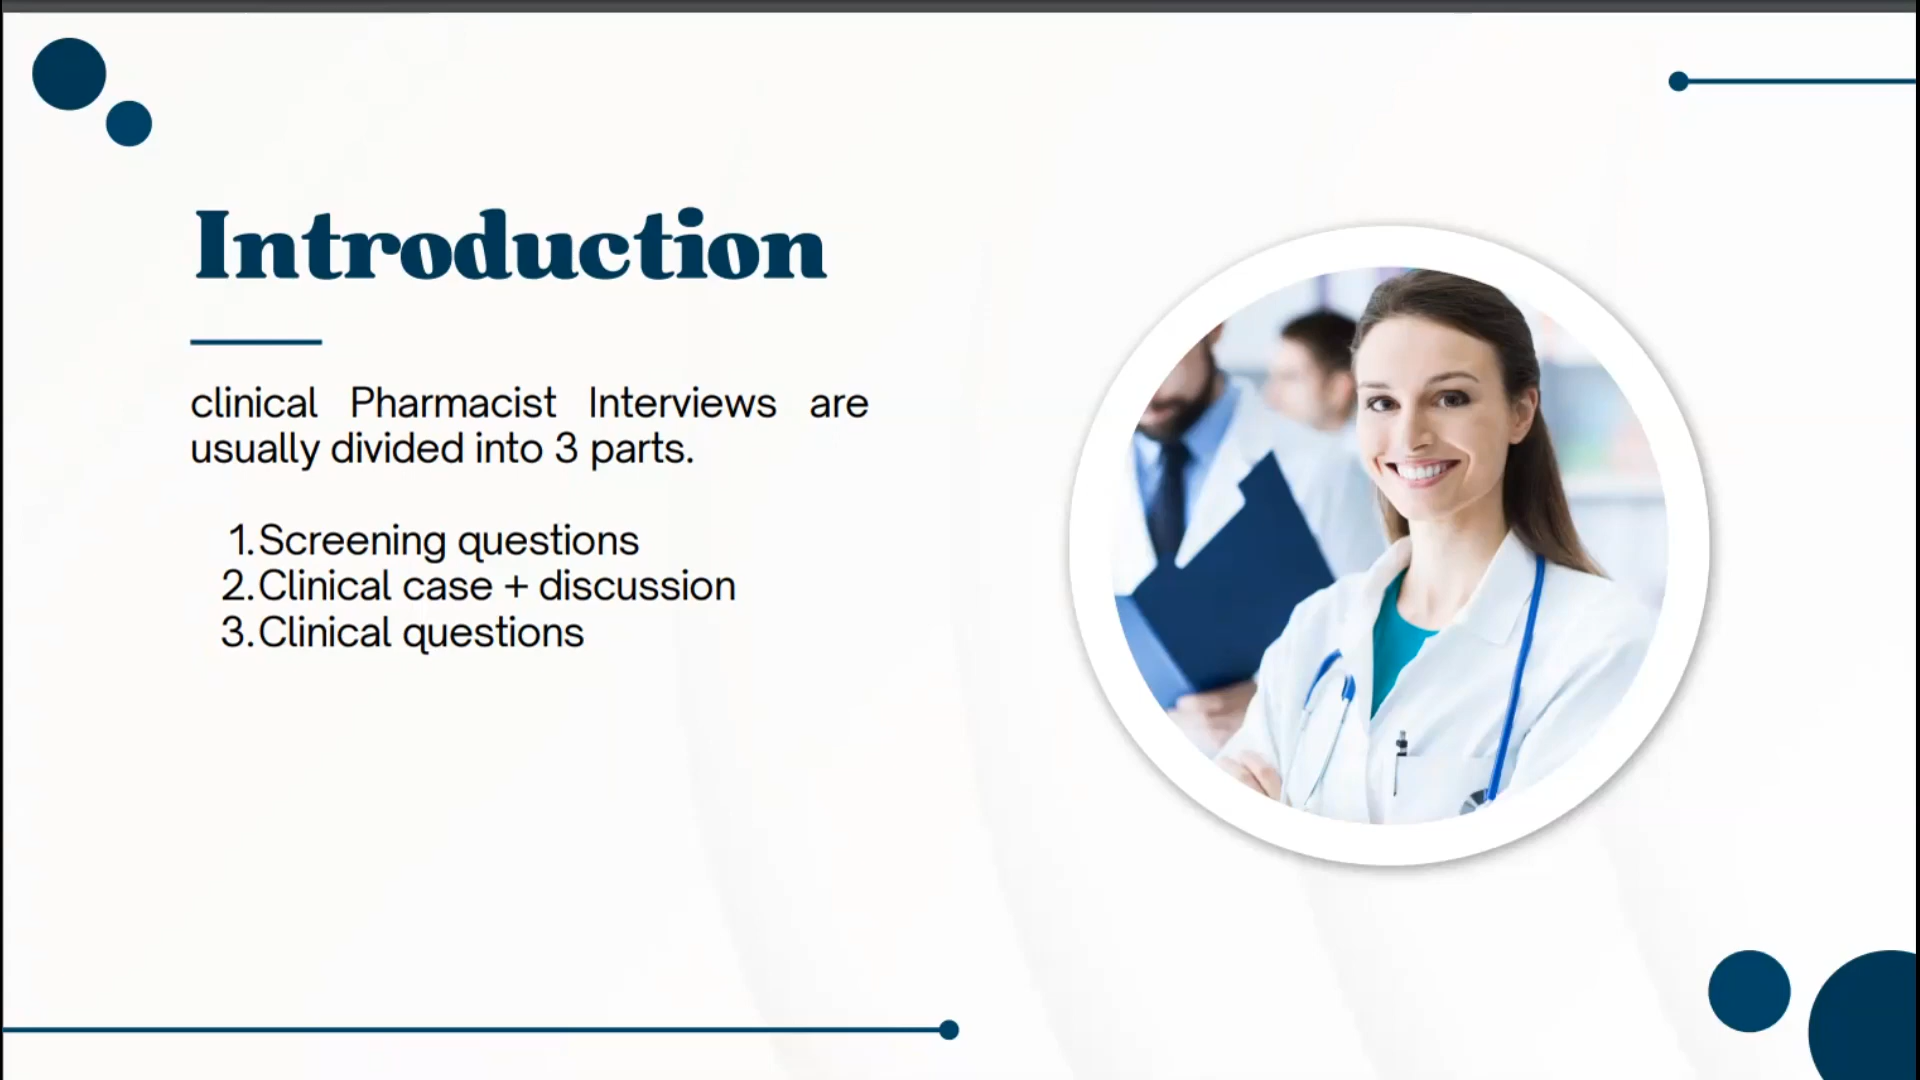 Introduction
clinical Pharmacist Interviews are
usually divided into 3 parts.
1. Screening questions
2. Clinical case + discussion
3. Clinical questions